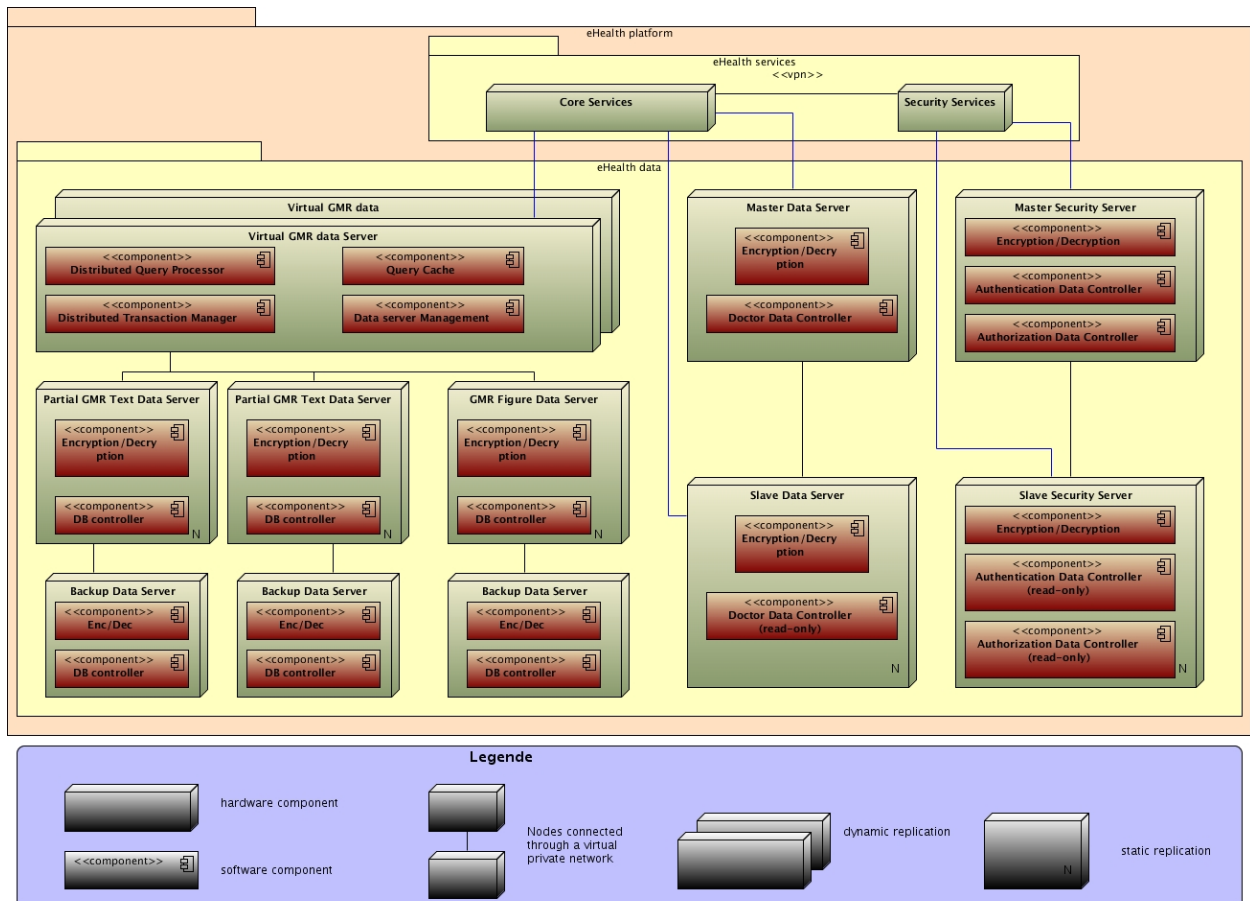 eHealth platform
eHealth services
<<vpn>>
Core Services
Security Services
eHealth data
Virtual GMR data
Virtual GMR data Server
<<component>>
Distributed Query Processor
<<component>>
Query Cache
<<component>>
Distributed Transaction Manager
<<component>>
Data server Management
Master Data Server
<<component>>
Encryption/Decry
ption
<<component>>
Doctor Data Controller
Master Security Server
<<component>>
Encryption/Decryption
<<component>>
Authentication Data Controller
<<component>>
Authorization Data Controller
Partial GMR Text Data Server
<<component>>
Encryption/Decry
ption
<<component>>
DB controller
N
Partial GMR Text Data Server
<<component>>
Encryption/Decry
ption
<<component>>
DB controller
N
GMR Figure Data Server
<<component>>
Encryption/Decry
ption
<<component>>
DB controller
N
Slave Data Server
<<component>>
Encryption/Decry
ption
<<component>>
Doctor Data Controller
(read-only)
N
Slave Security Server
<<component>>
Encryption/Decryption
<<component>>
Authentication Data Controller
(read-only)
<<component>>
Authorization Data Controller
(read-only)
N
Backup Data Server
<<component>>
Enc/Dec
<<component>>
DB controller
Backup Data Server
<<component>>
Enc/Dec
<<component>>
DB controller
Backup Data Server
<<component>>
Enc/Dec
<<component>>
DB controller
Legende
hardware component
<<component>>
software component
Nodes connected
through a virtual
private network
dynamic replication
N
static replication